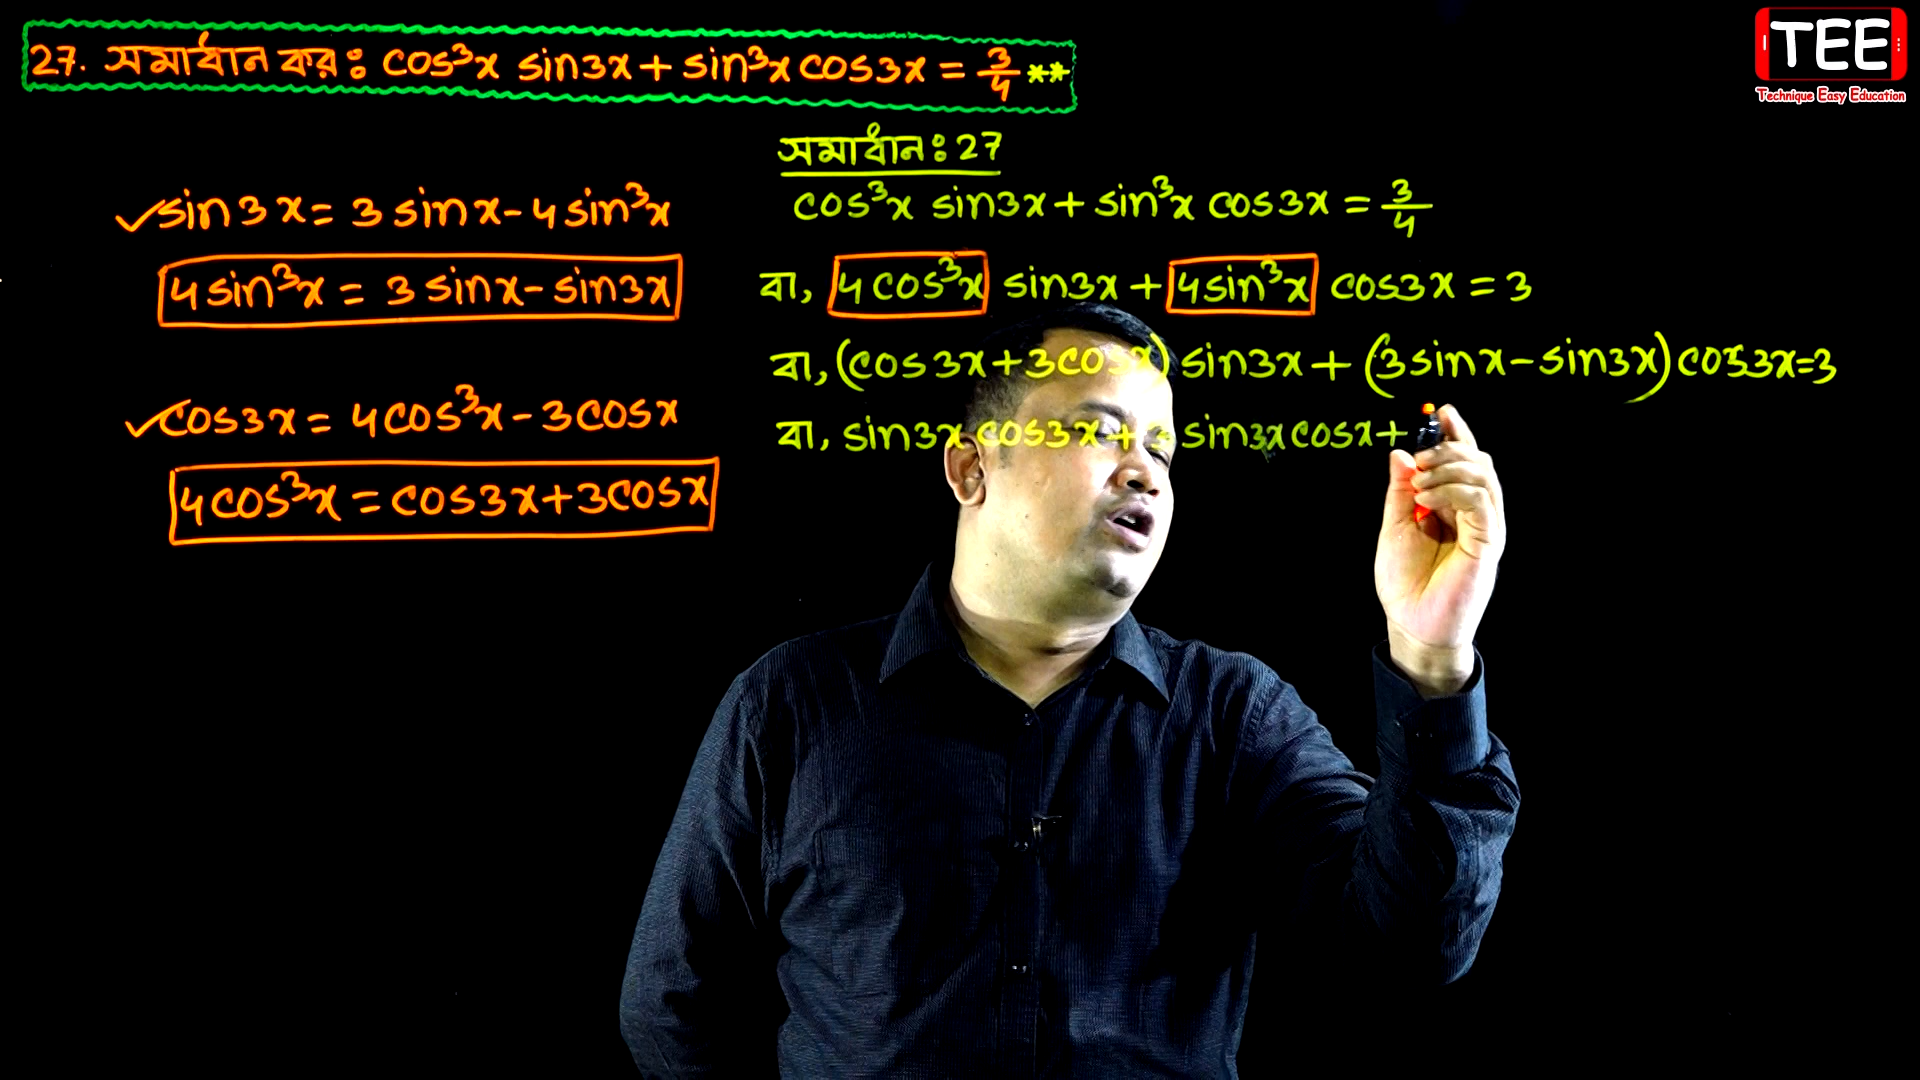 27. সমাধান করঃ cos³x sin3x + sin³x cos3x = 3/4 **
TEE
Technique Easy Education
✓sin3x = 3sinx - 4sin³x
4sin³x = 3sinx - sin3x
✓cos3x = 4cos³x - 3cosx
4cos³x = cos3x + 3cosx
সমাধানঃ 27
cos³x sin3x + sin³x cos3x = 3/4
বা, 4cos³x sin3x + 4sin³x cos3x = 3
বা, (cos3x + 3cosx) sin3x + (3sinx - sin3x) cos3x = 3
বা, sin3x cos3x + 3 sin3x cosx +